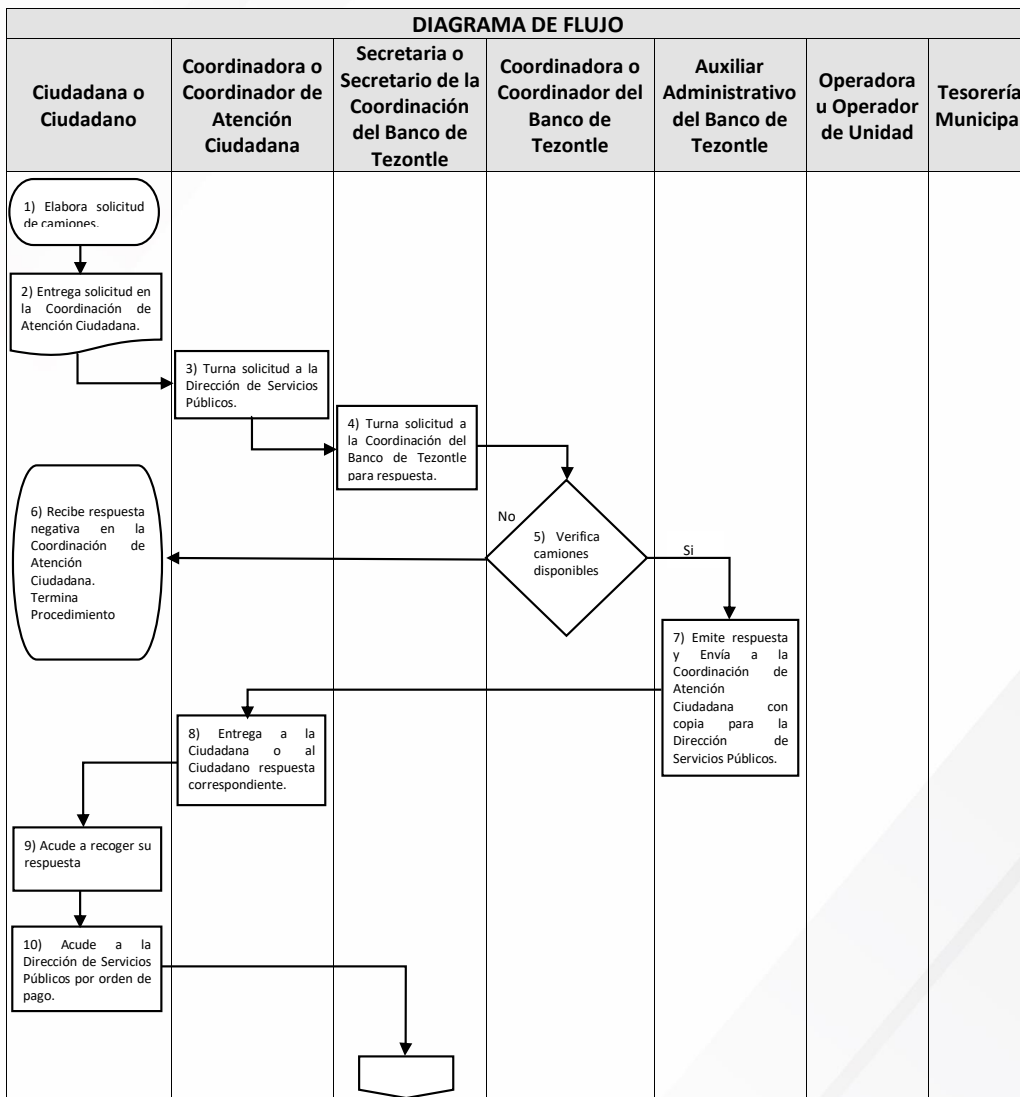 DIAGRAMA DE FLUJO
Ciudadana o
Ciudadano
Coordinadora o
Coordinador de
Atención
Ciudadana
Secretaria o
Secretario de la
Coordinación
del Banco de
Tezontle
Coordinadora o
Coordinador del
Banco de
Tezontle
Auxiliar
Administrativo
del Banco de
Tezontle
Operadora
u Operador
de Unidad
Tesorería
Municipa
1) Elabora solicitud
de camiones.
2) Entrega solicitud en
la Coordinación de
Atención Ciudadana.
3) Turna solicitud a la
Dirección de Servicios
Públicos.
4) Turna solicitud a
la Coordinación del
Banco de Tezontle
para respuesta.
No
5) Verifica
camiones
disponibles
Si
6) Recibe respuesta
negativa en la
Coordinación de
Atención
Ciudadana.
Termina
Procedimiento
7) Emite respuesta
y Envía a la
Coordinación de
Atención
Ciudadana con
copia para la
Dirección de
Servicios Públicos.
8) Entrega a la
Ciudadana o al
Ciudadano respuesta
correspondiente.
9) Acude a recoger su
respuesta
10) Acude a la
Dirección de Servicios
Públicos por orden de
pago.